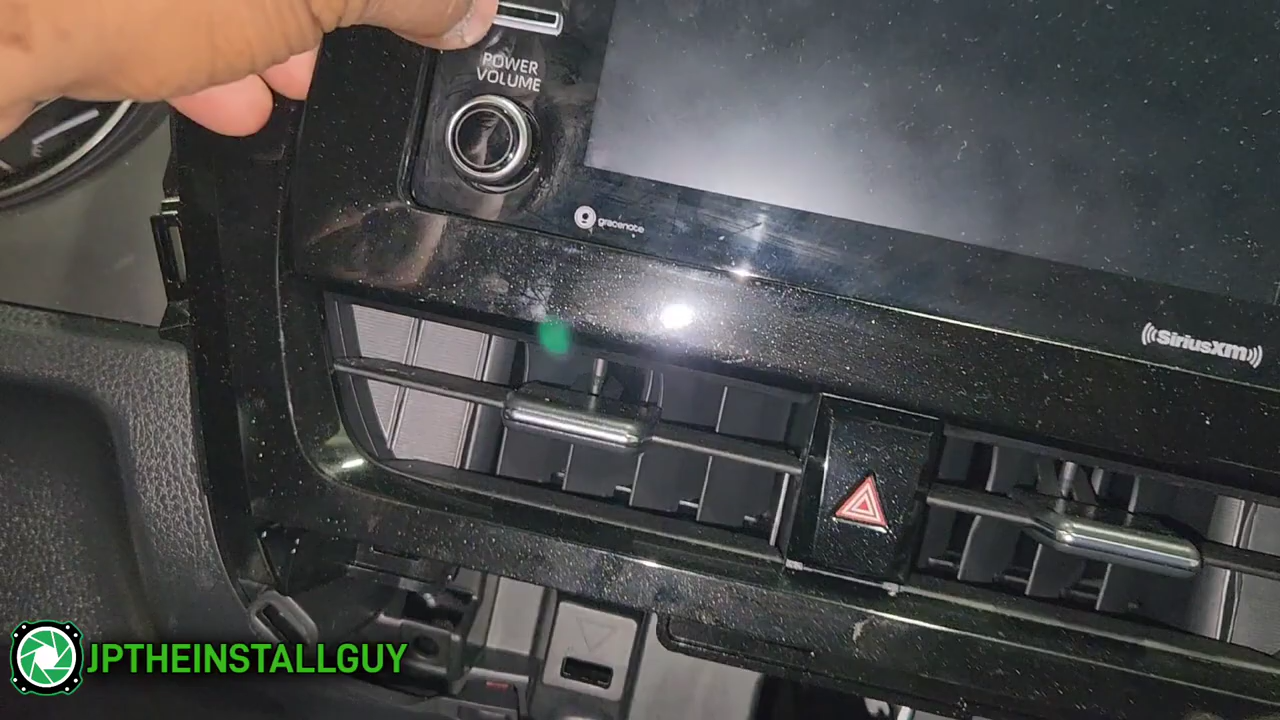 POWER
VOLUME
gracenote
SiriusXM
JPTHEINSTALLGUY